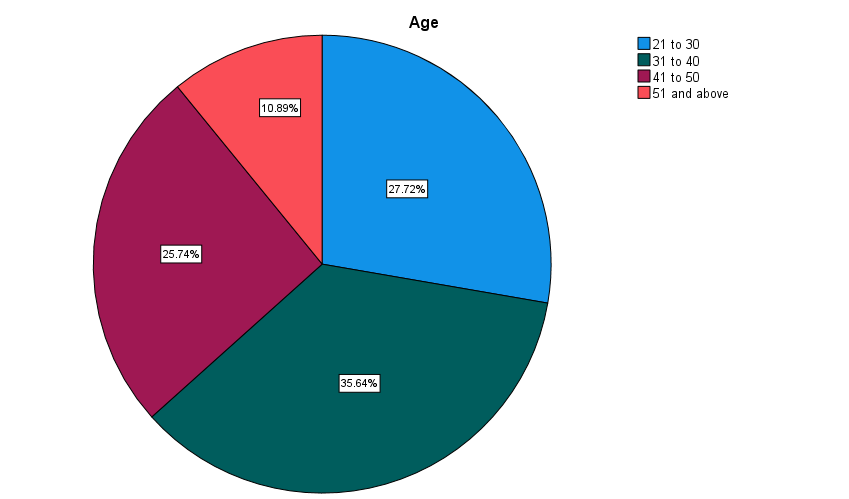 Age
21 to 30
31 to 40
41 to 50
51 and above
10.89%
27.72%
25.74%
35.64%